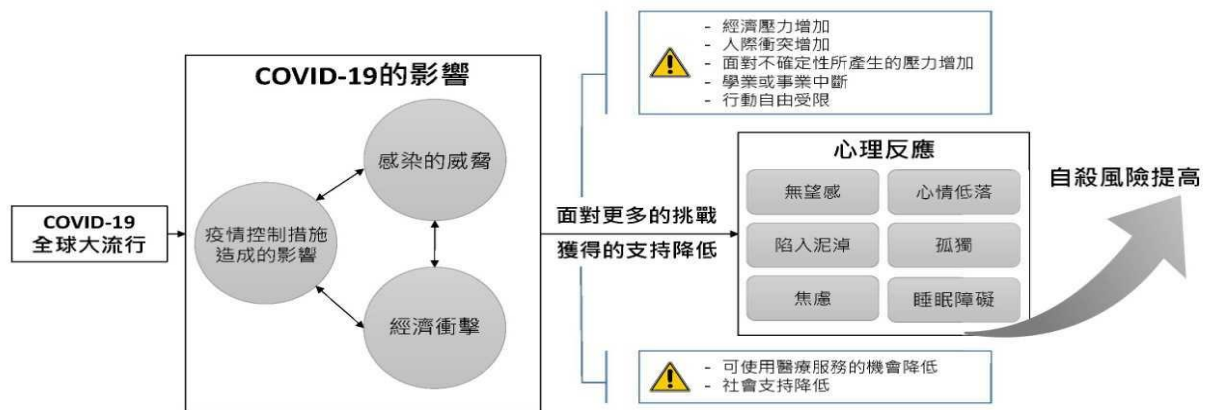 COVID-19
全球大流行
COVID-19的影響
感染的威脅
疫情控制措施
造成的影響
經濟衝擊
面對更多的挑戰
獲得的支持降低
- 經濟壓力增加
- 人際衝突增加
- 面對不確定性所產生的壓力增加
- 學業或事業中斷
- 行動自由受限
- 可使用醫療服務的機會降低
- 社會支持降低
心理反應
無望感
心情低落
陷入泥淖
孤獨
焦慮
睡眠障礙
自殺風險提高